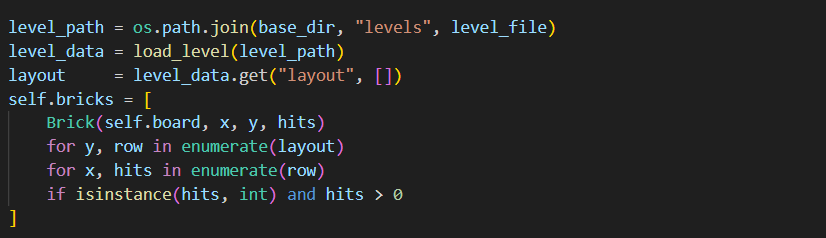 level_path = os.path.join(base_dir, "levels", level_file)
level_data = load_level(level_path)
layout     = level_data.get("layout", [])
self.bricks = [
    Brick(self.board, x, y, hits)
    for y, row in enumerate(layout)
    for x, hits in enumerate(row)
    if isinstance(hits, int) and hits > 0
]